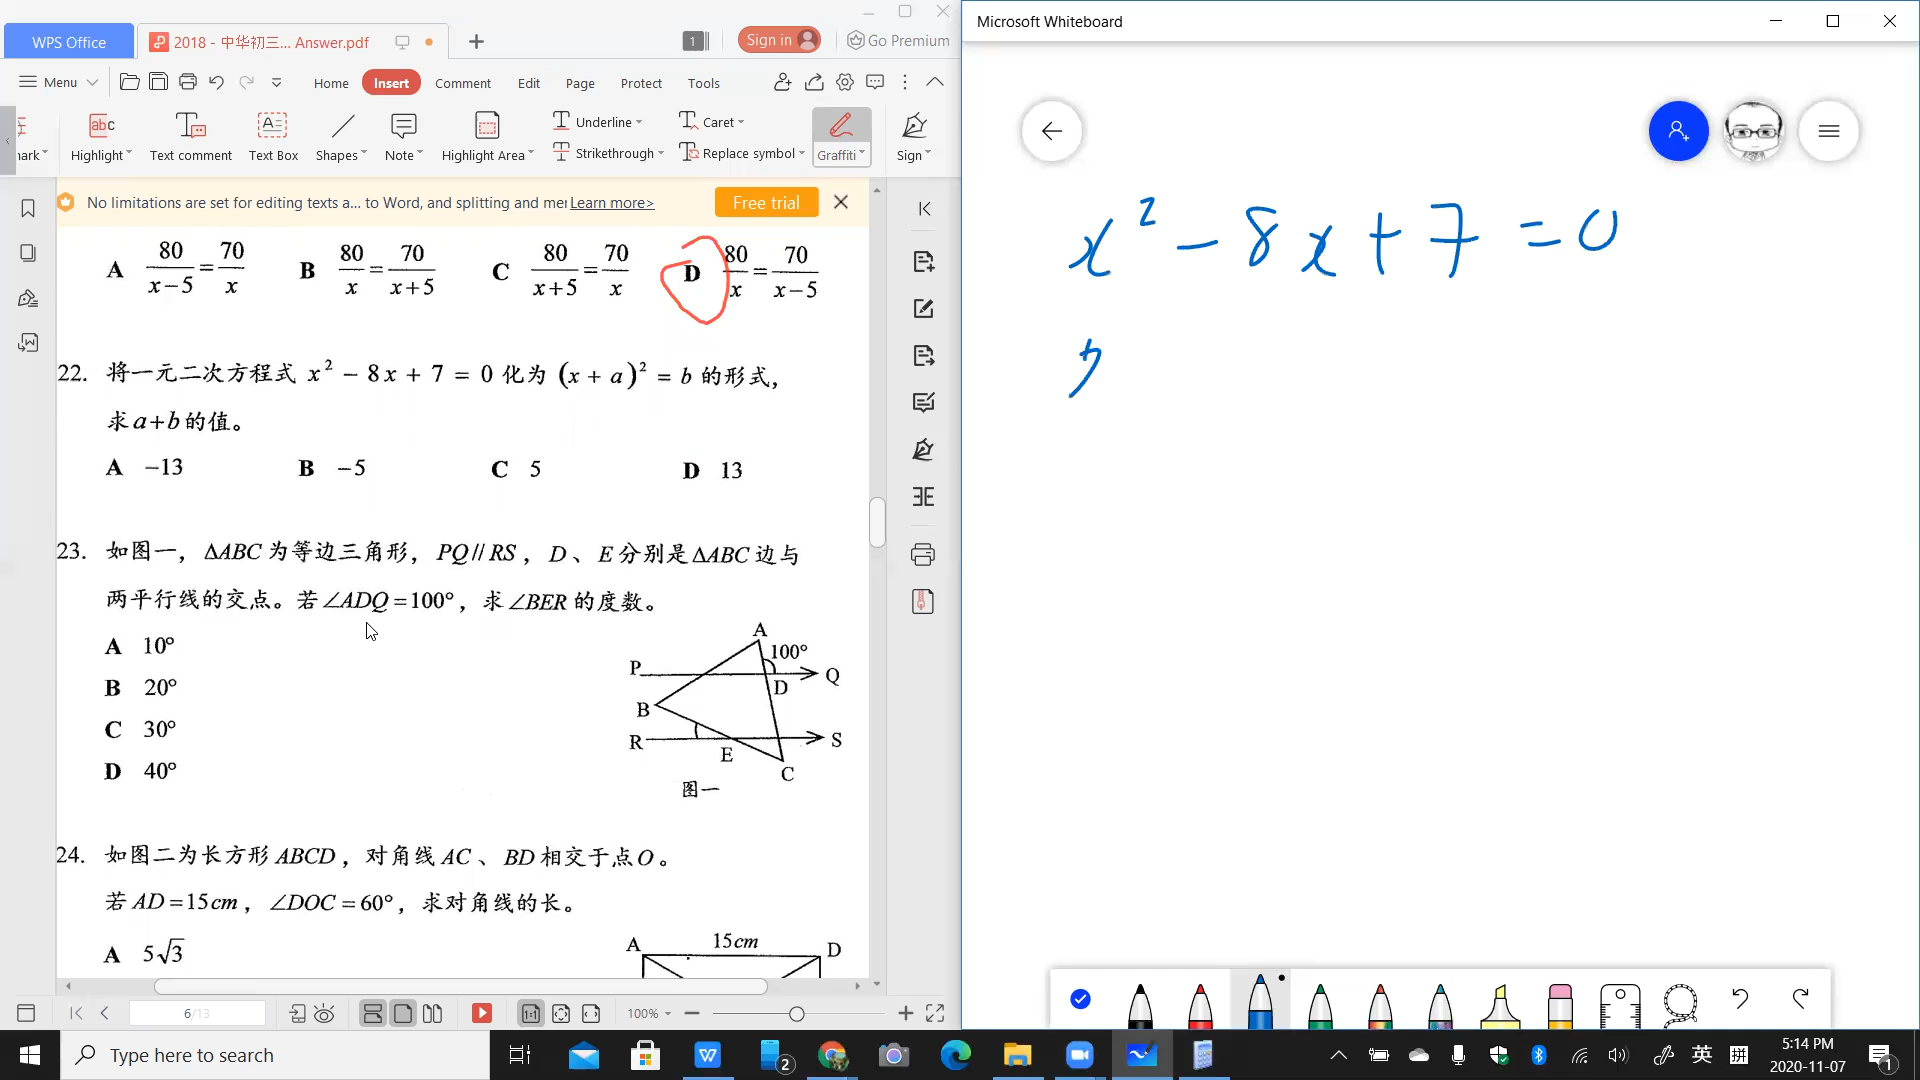 Microsoft Whiteboard
WPS Office
2018 - 中华初三... Answer.pdf
1
Sign in
Go Premium
Menu
Home
Insert
Comment
Edit
Page
Protect
Tools
Highlight
Text comment
Text Box
Shapes
Note
Highlight Area
Underline
Strikethrough
Caret
Replace symbol
Graffiti
Sign
No limitations are set for editing texts a... to Word, and splitting and mer Learn more>
Free trial
A 80/(x−5) = 70/x B 80/x = 70/(x+5) C 80/(x+5) = 70/x D 80/x = 70/(x−5)
22. 将一元二次方程式 x² − 8x + 7 = 0 化为 (x + a)² = b 的形式，
求 a+b 的值。
A −13 B −5 C 5 D 13
23. 如图一，ΔABC 为等边三角形，PQ // RS，D、E 分别是 ΔABC 边与
两平行线的交点。若 ∠ADQ = 100°，求 ∠BER 的度数。
A 10°
B 20°
C 30°
D 40°
A
100°
P
Q
D
B
R
S
E
C
图一
24. 如图二为长方形 ABCD，对角线 AC、BD 相交于点 O。
若 AD = 15cm，∠DOC = 60°，求对角线的长。
A 5√3
A 15cm D
x² − 8x + 7 = 0
6/13
100%
Type here to search
2
英
拼
5:14 PM
2020-11-07
1